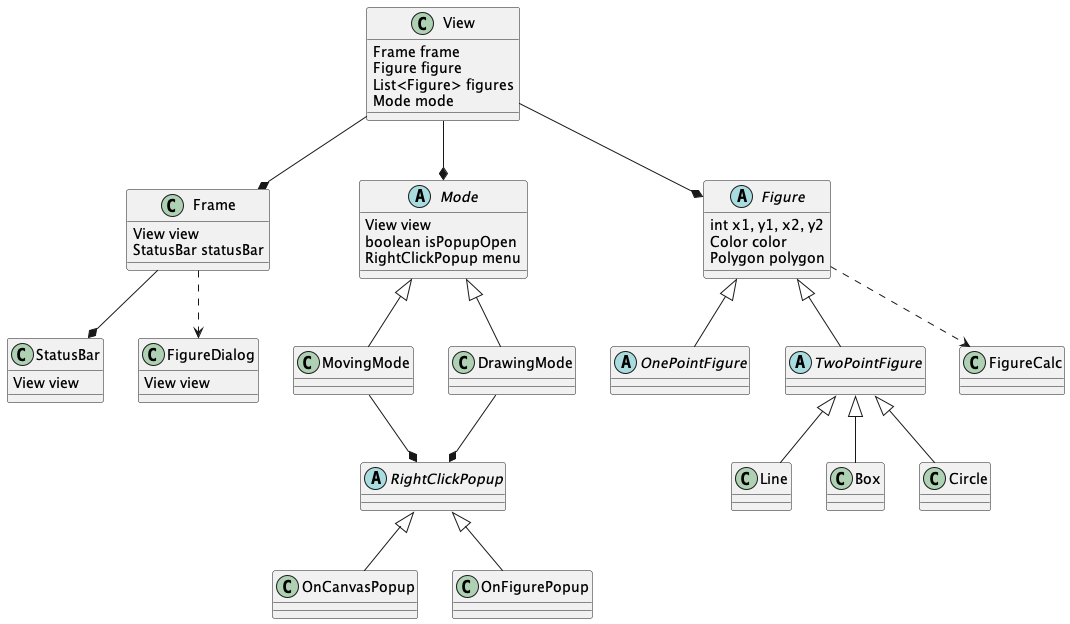 C View
Frame frame
Figure figure
List<Figure> figures
Mode mode
C Frame
View view
StatusBar statusBar
A Mode
View view
boolean isPopupOpen
RightClickPopup menu
A Figure
int x1, y1, x2, y2
Color color
Polygon polygon
C StatusBar
View view
C FigureDialog
View view
C MovingMode
C DrawingMode
A OnePointFigure
A TwoPointFigure
C FigureCalc
A RightClickPopup
C Line
C Box
C Circle
C OnCanvasPopup
C OnFigurePopup